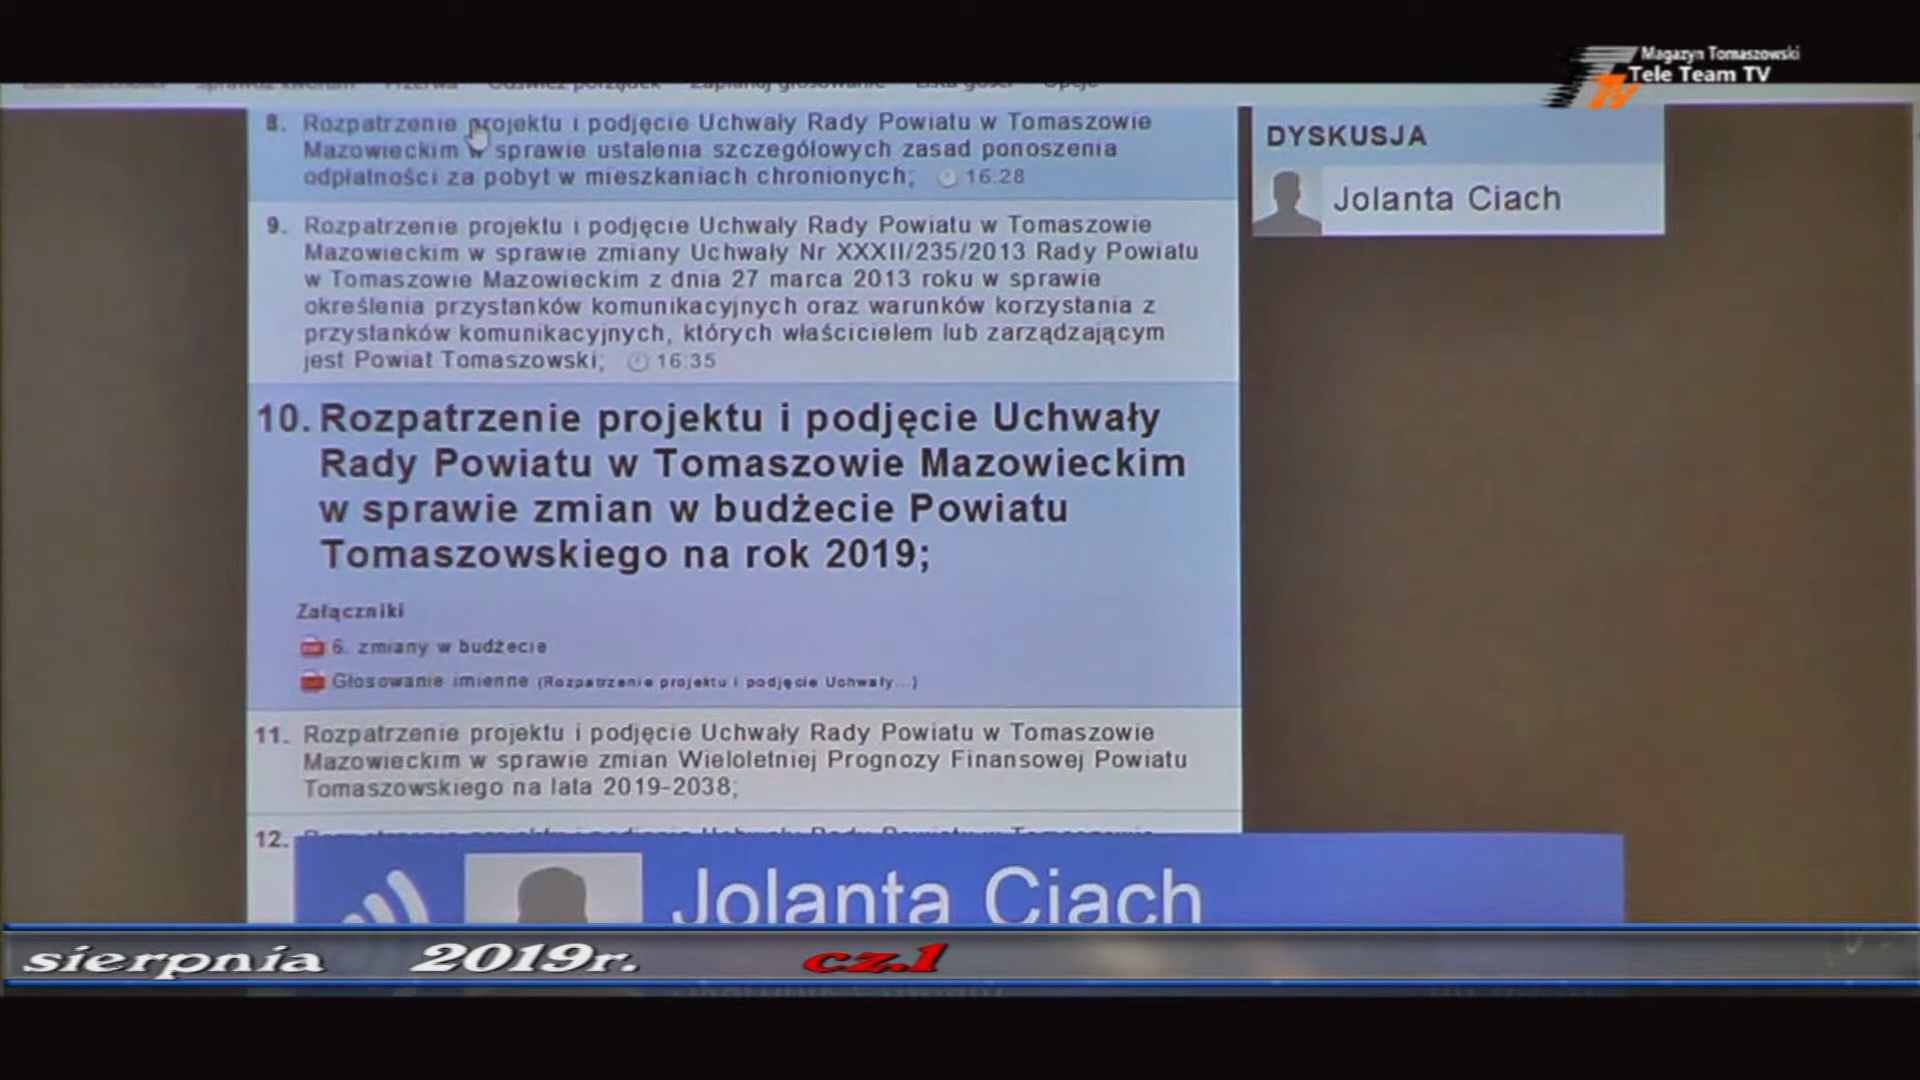 Magazyn Tomaszowski
Tele Team TV
8. Rozpatrzenie projektu i podjęcie Uchwały Rady Powiatu w Tomaszowie
Mazowieckim w sprawie ustalenia szczegółowych zasad ponoszenia
odpłatności za pobyt w mieszkaniach chronionych; 16:28
9. Rozpatrzenie projektu i podjęcie Uchwały Rady Powiatu w Tomaszowie
Mazowieckim w sprawie zmiany Uchwały Nr XXXII/235/2013 Rady Powiatu
w Tomaszowie Mazowieckim z dnia 27 marca 2013 roku w sprawie
określenia przystanków komunikacyjnych oraz warunków korzystania z
przystanków komunikacyjnych, których właścicielem lub zarządzającym
jest Powiat Tomaszowski; 16:35
10. Rozpatrzenie projektu i podjęcie Uchwały
Rady Powiatu w Tomaszowie Mazowieckim
w sprawie zmian w budżecie Powiatu
Tomaszowskiego na rok 2019;
Załączniki
6. zmiany w budżecie
Głosowanie imienne (Rozpatrzenie projektu i podjęcie Uchwały...)
11. Rozpatrzenie projektu i podjęcie Uchwały Rady Powiatu w Tomaszowie
Mazowieckim w sprawie zmian Wieloletniej Prognozy Finansowej Powiatu
Tomaszowskiego na lata 2019-2038;
12.
DYSKUSJA
Jolanta Ciach
Jolanta Ciach
sierpnia 2019r. cz.1